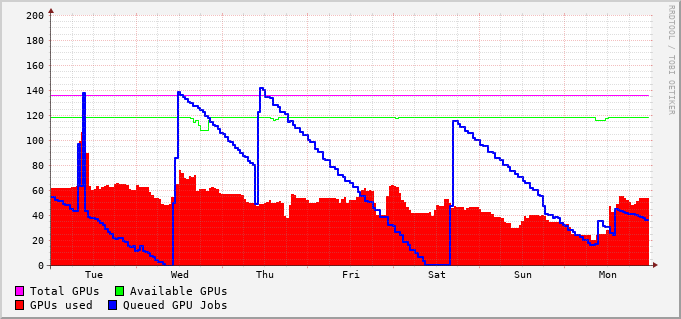 200
180
160
140
120
100
80
60
40
20
0
Tue Wed Thu Fri Sat Sun Mon
Total GPUs Available GPUs
GPUs used Queued GPU Jobs
RRDTOOL / TOBI OETIKER